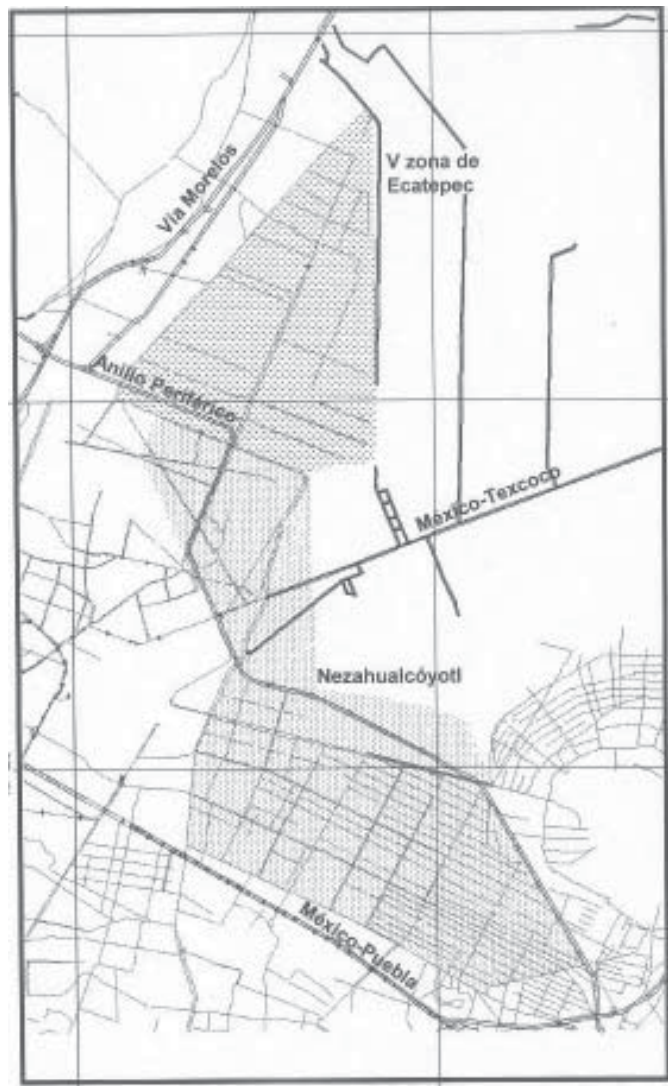 V zona de
Ecatepec
Vía Morelos
Anillo Periférico
México-Texcoco
Nezahualcóyotl
México-Puebla